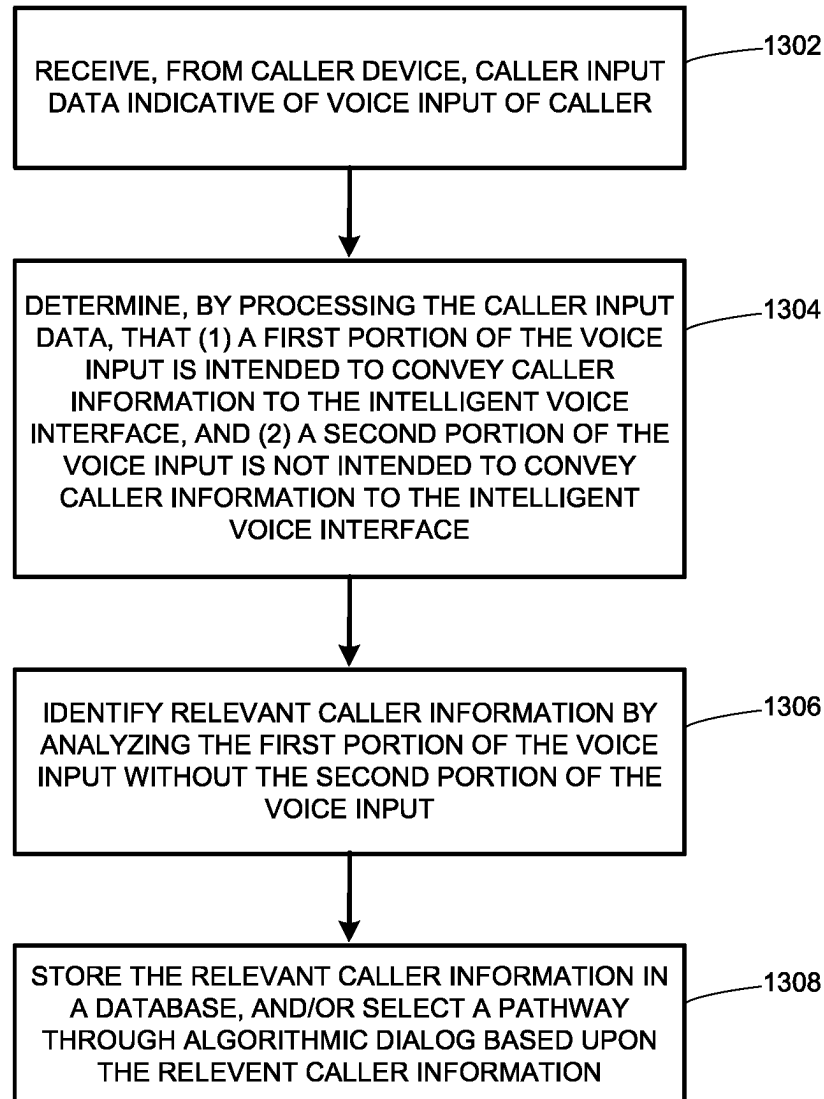 RECEIVE, FROM CALLER DEVICE, CALLER INPUT
DATA INDICATIVE OF VOICE INPUT OF CALLER
1302
DETERMINE, BY PROCESSING THE CALLER INPUT
DATA, THAT (1) A FIRST PORTION OF THE VOICE
INPUT IS INTENDED TO CONVEY CALLER
INFORMATION TO THE INTELLIGENT VOICE
INTERFACE, AND (2) A SECOND PORTION OF THE
VOICE INPUT IS NOT INTENDED TO CONVEY
CALLER INFORMATION TO THE INTELLIGENT
VOICE INTERFACE
1304
IDENTIFY RELEVANT CALLER INFORMATION BY
ANALYZING THE FIRST PORTION OF THE VOICE
INPUT WITHOUT THE SECOND PORTION OF THE
VOICE INPUT
1306
STORE THE RELEVANT CALLER INFORMATION IN
A DATABASE, AND/OR SELECT A PATHWAY
THROUGH ALGORITHMIC DIALOG BASED UPON
THE RELEVENT CALLER INFORMATION
1308